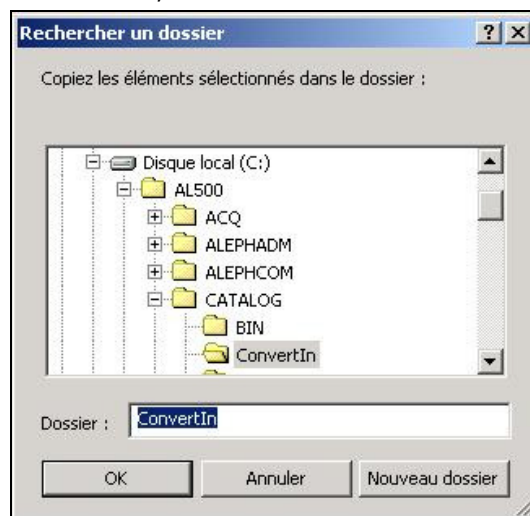 Rechercher un dossier
Copiez les éléments sélectionnés dans le dossier :
Disque local (C:)
AL500
ACQ
ALEPHADM
ALEPHCOM
CATALOG
BIN
ConvertIn
Dossier : ConvertIn
OK Annuler Nouveau dossier